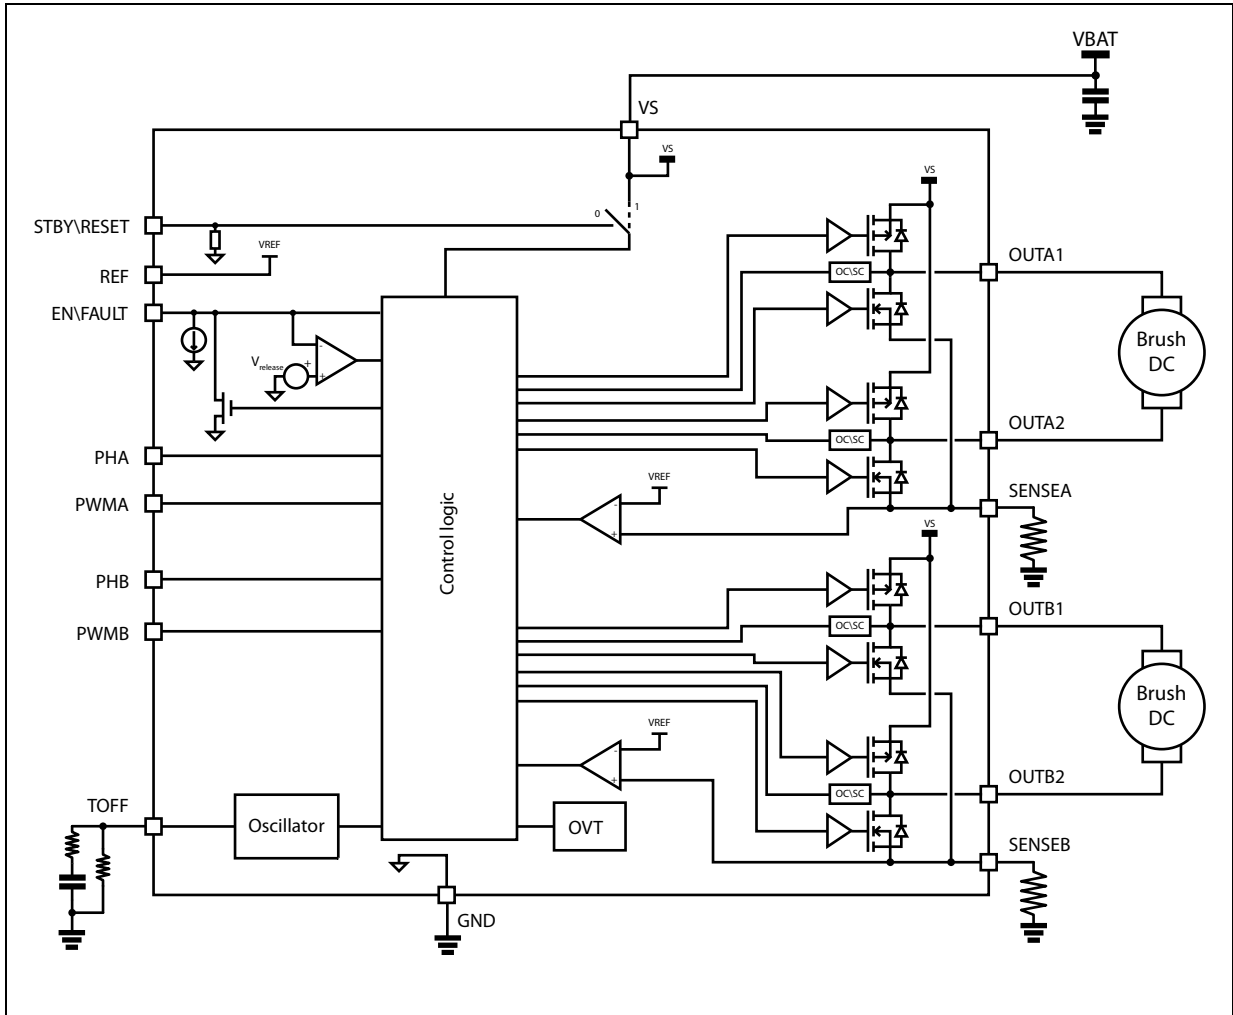 VBAT
VS
VS
VS
STBY\RESET
0
1
VREF
REF
OUTA1
OC\SC
EN\FAULT
Brush
DC
-
Vrelease
+
+
OUTA2
OC\SC
PHA
VREF
PWMA
SENSEA
-
+
VS
Control logic
PHB
OUTB1
OC\SC
PWMB
Brush
DC
VREF
-
+
OUTB2
OC\SC
TOFF
Oscillator
OVT
SENSEB
GND